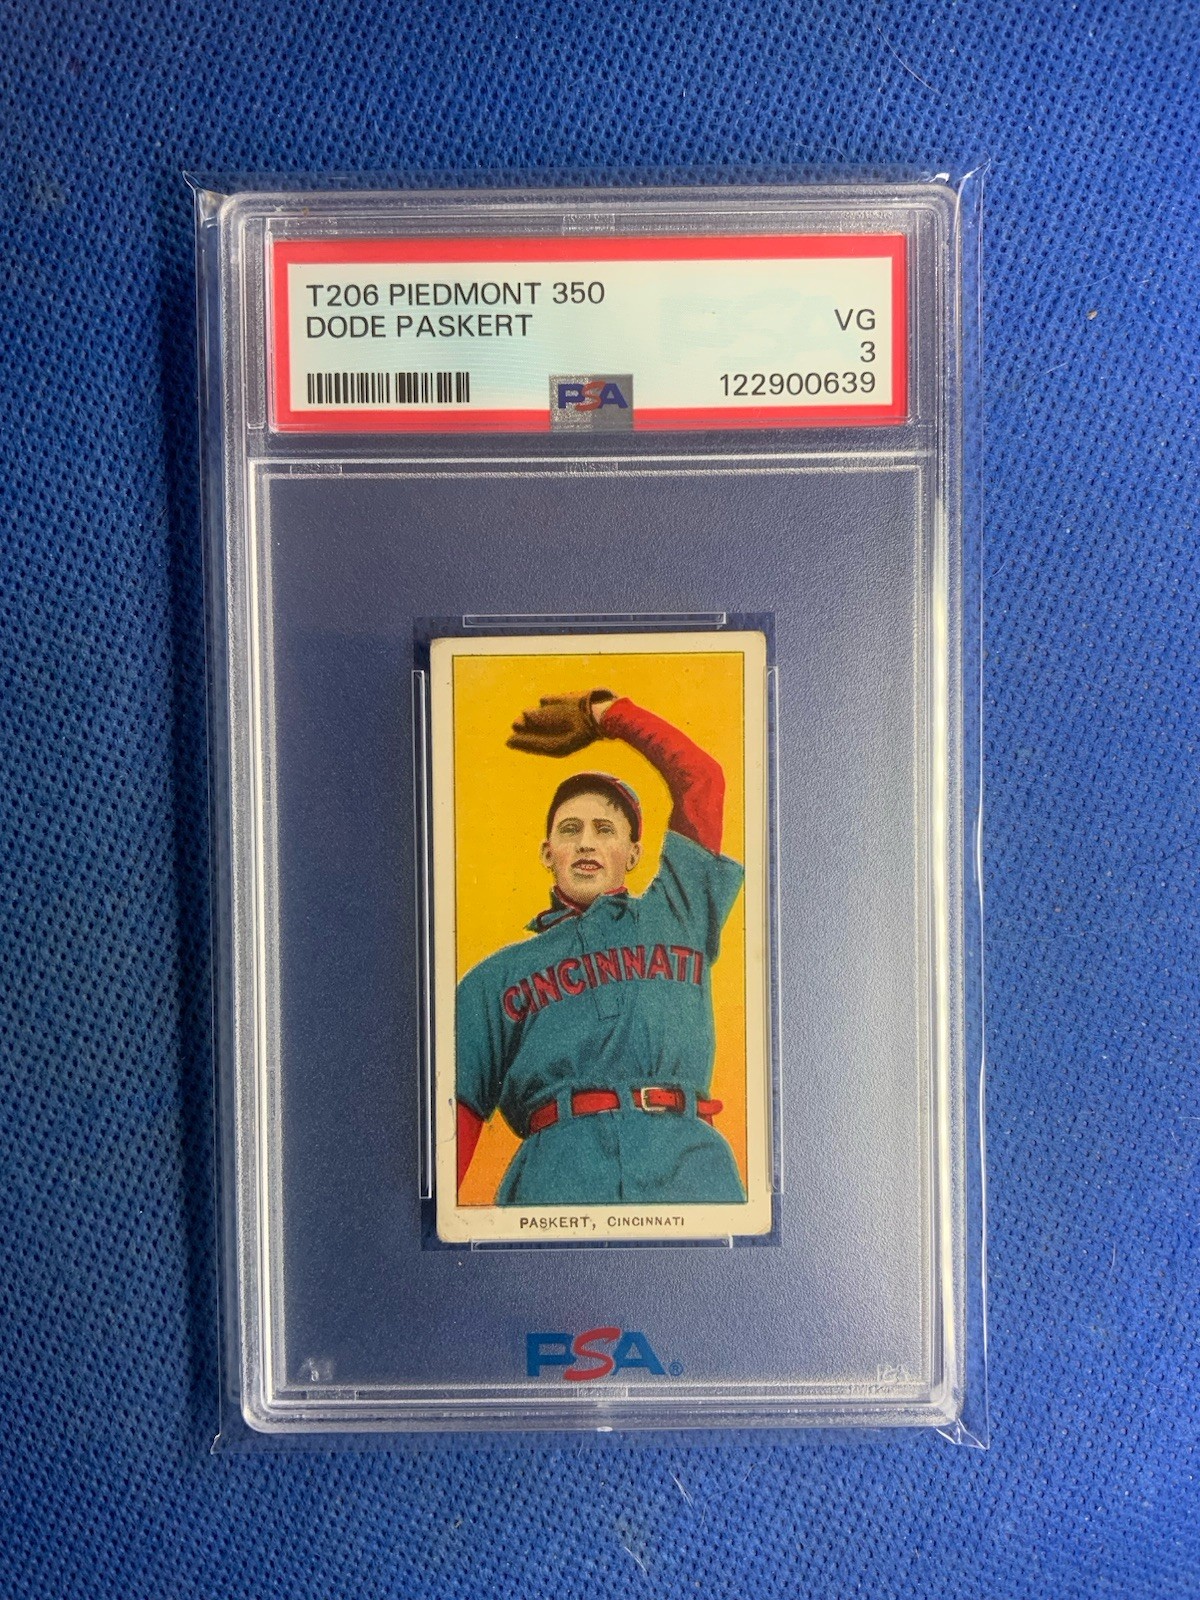 T206 PIEDMONT 350
DODE PASKERT
VG
3
122900639
PSA
CINCINNATI
PASKERT, CINCINNATI
PSA®